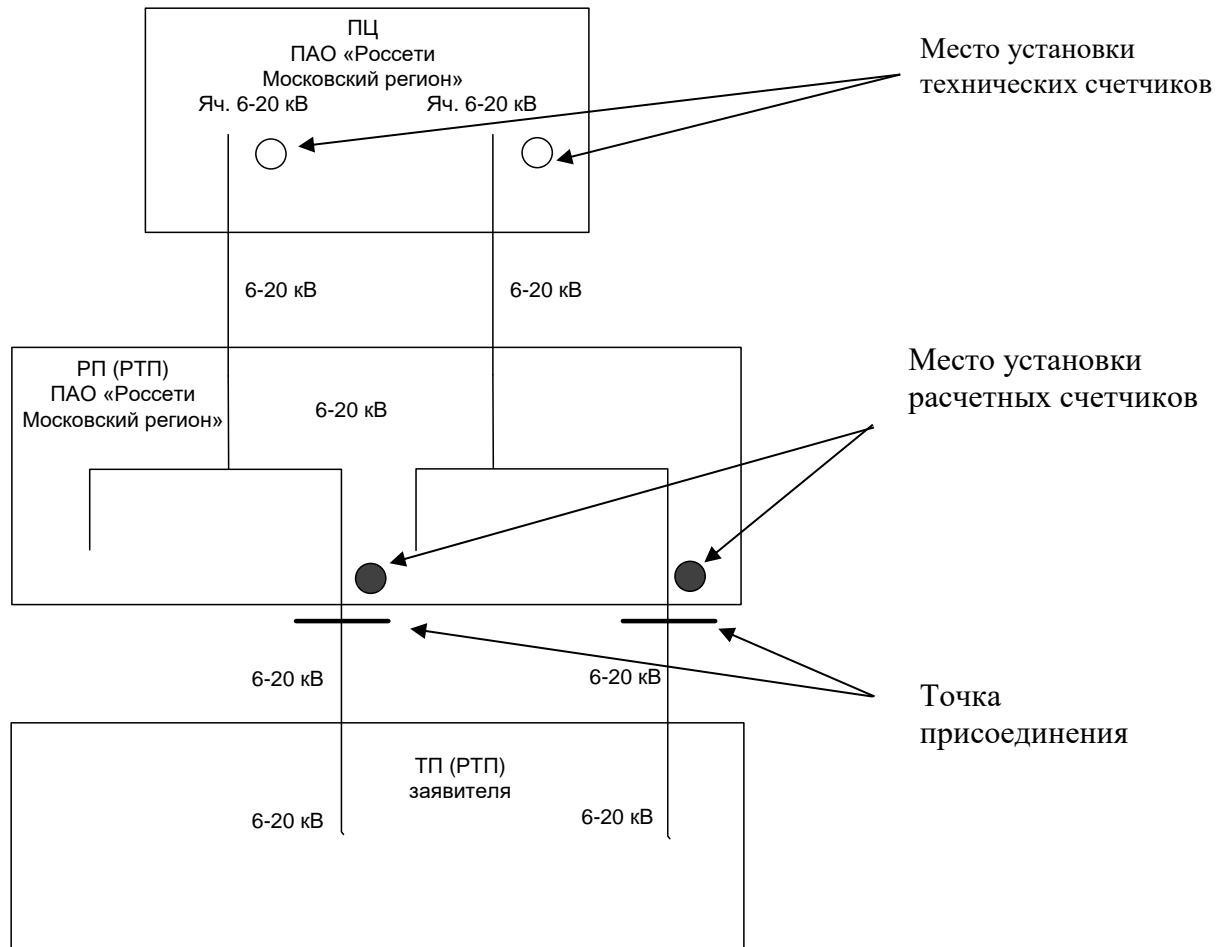 ПЦ
ПАО «Россети
Московский регион»
Яч. 6-20 кВ
Яч. 6-20 кВ
Место установки
технических счетчиков
6-20 кВ
6-20 кВ
РП (РТП)
ПАО «Россети
Московский регион»
6-20 кВ
Место установки
расчетных счетчиков
6-20 кВ
6-20 кВ
Точка
присоединения
ТП (РТП)
заявителя
6-20 кВ
6-20 кВ